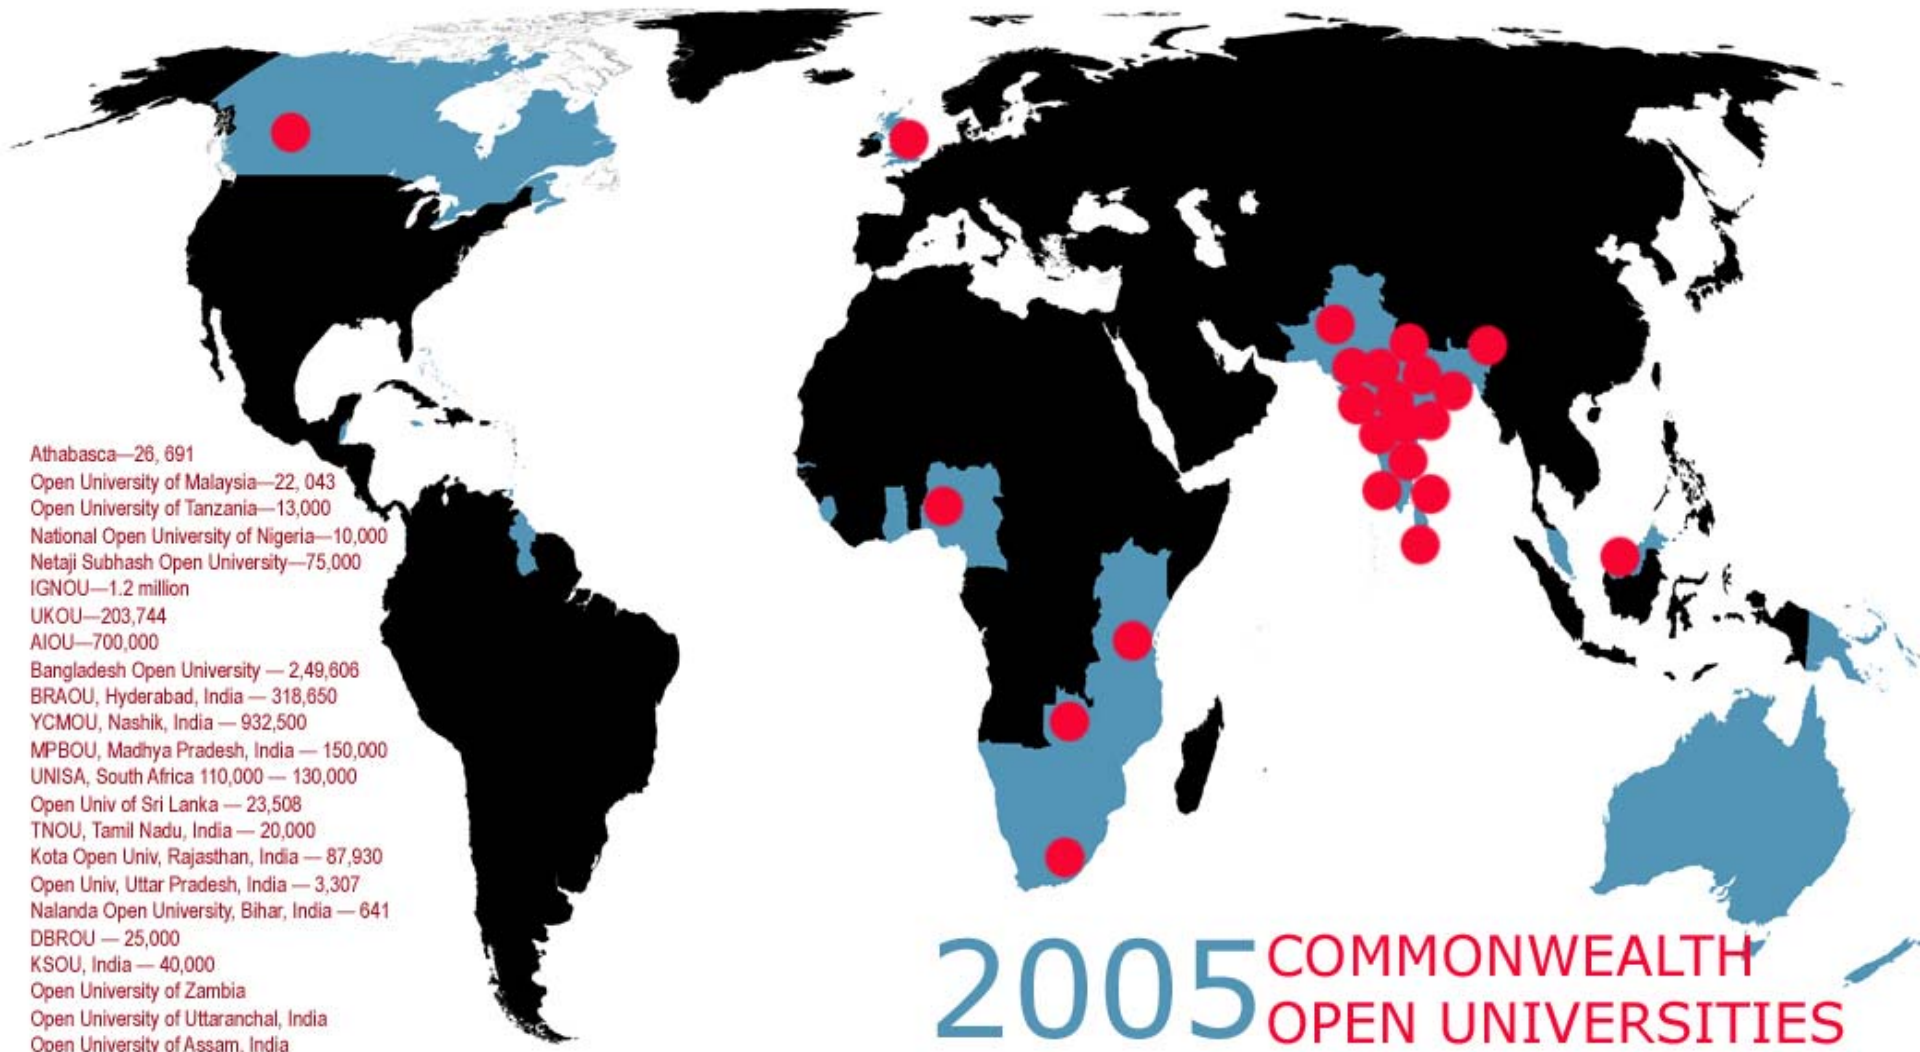 Athabasca—26, 691
Open University of Malaysia—22, 043
Open University of Tanzania—13,000
National Open University of Nigeria—10,000
Netaji Subhash Open University—75,000
IGNOU—1.2 million
UKOU—203,744
AIOU—700,000
Bangladesh Open University — 2,49,606
BRAOU, Hyderabad, India — 318,650
YCMOU, Nashik, India — 932,500
MPBOU, Madhya Pradesh, India — 150,000
UNISA, South Africa 110,000 — 130,000
Open Univ of Sri Lanka — 23,508
TNOU, Tamil Nadu, India — 20,000
Kota Open Univ, Rajasthan, India — 87,930
Open Univ, Uttar Pradesh, India — 3,307
Nalanda Open University, Bihar, India — 641
DBROU — 25,000
KSOU, India — 40,000
Open University of Zambia
Open University of Uttaranchal, India
Open University of Assam, India
2005 COMMONWEALTH
OPEN UNIVERSITIES